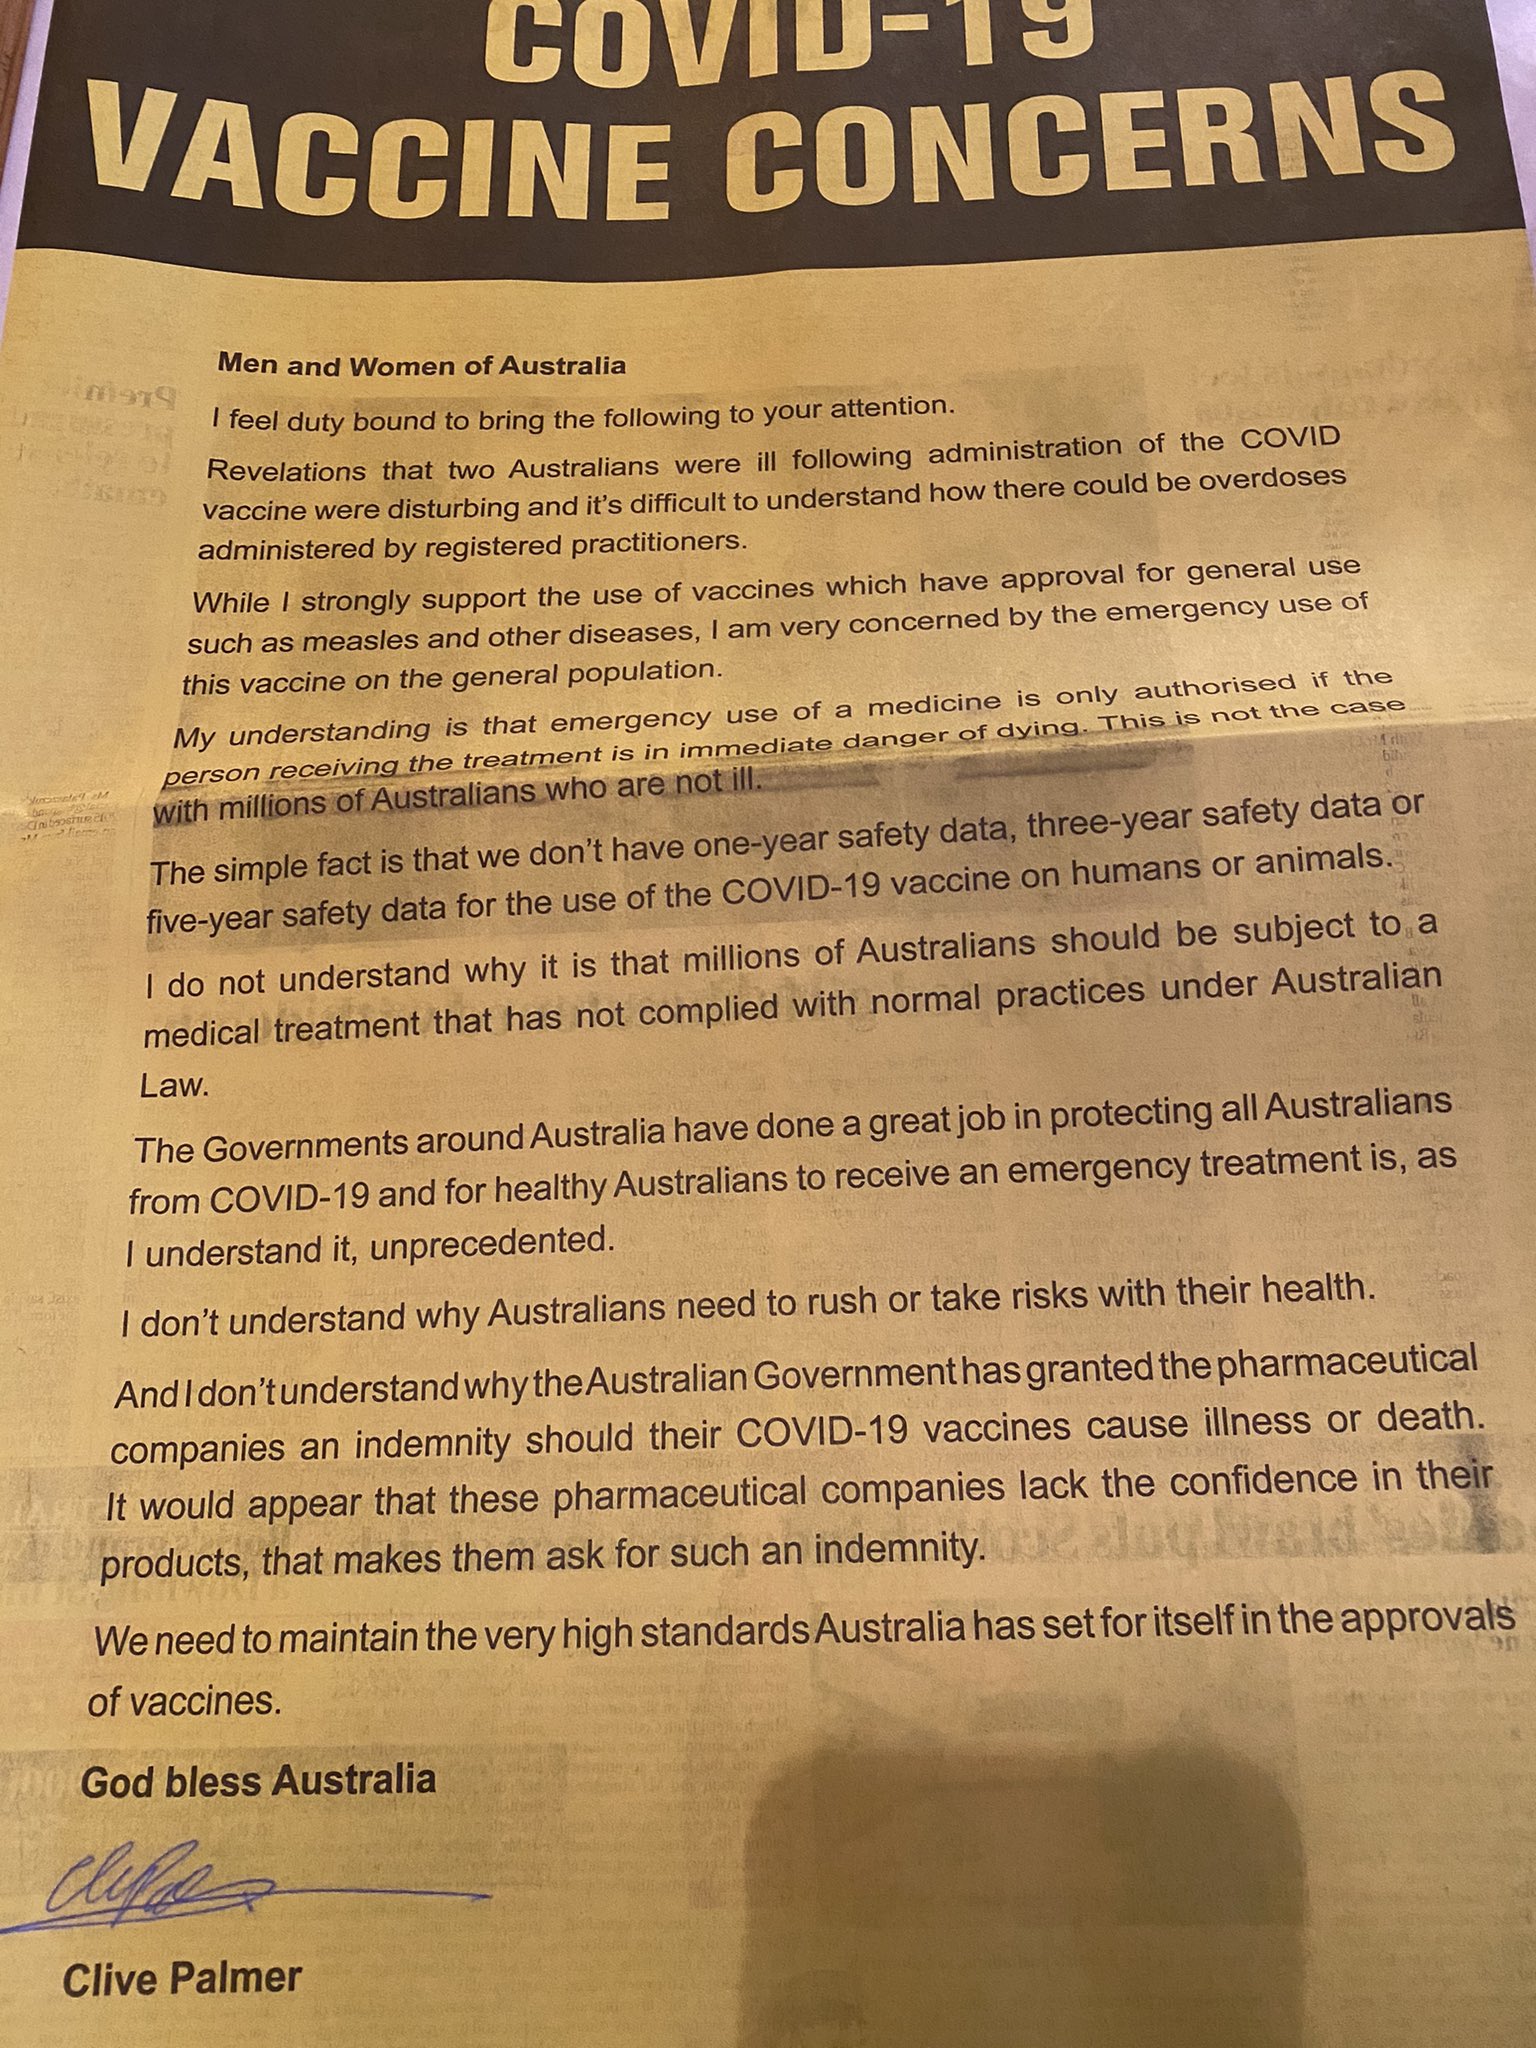 COVID-19
VACCINE CONCERNS
Men and Women of Australia
I feel duty bound to bring the following to your attention.
Revelations that two Australians were ill following administration of the COVID
vaccine were disturbing and it's difficult to understand how there could be overdoses
administered by registered practitioners.
While I strongly support the use of vaccines which have approval for general use
such as measles and other diseases, I am very concerned by the emergency use of
this vaccine on the general population.
My understanding is that emergency use of a medicine is only authorised if the
person receiving the treatment is in immediate danger of dying. This is not the case
with millions of Australians who are not ill.
The simple fact is that we don't have one-year safety data, three-year safety data or
five-year safety data for the use of the COVID-19 vaccine on humans or animals.
I do not understand why it is that millions of Australians should be subject to a
medical treatment that has not complied with normal practices under Australian
Law.
The Governments around Australia have done a great job in protecting all Australians
from COVID-19 and for healthy Australians to receive an emergency treatment is, as
I understand it, unprecedented.
I don't understand why Australians need to rush or take risks with their health.
And I don't understand why the Australian Government has granted the pharmaceutical
companies an indemnity should their COVID-19 vaccines cause illness or death.
It would appear that these pharmaceutical companies lack the confidence in their
products, that makes them ask for such an indemnity.
We need to maintain the very high standards Australia has set for itself in the approvals
of vaccines.
God bless Australia
Clive Palmer